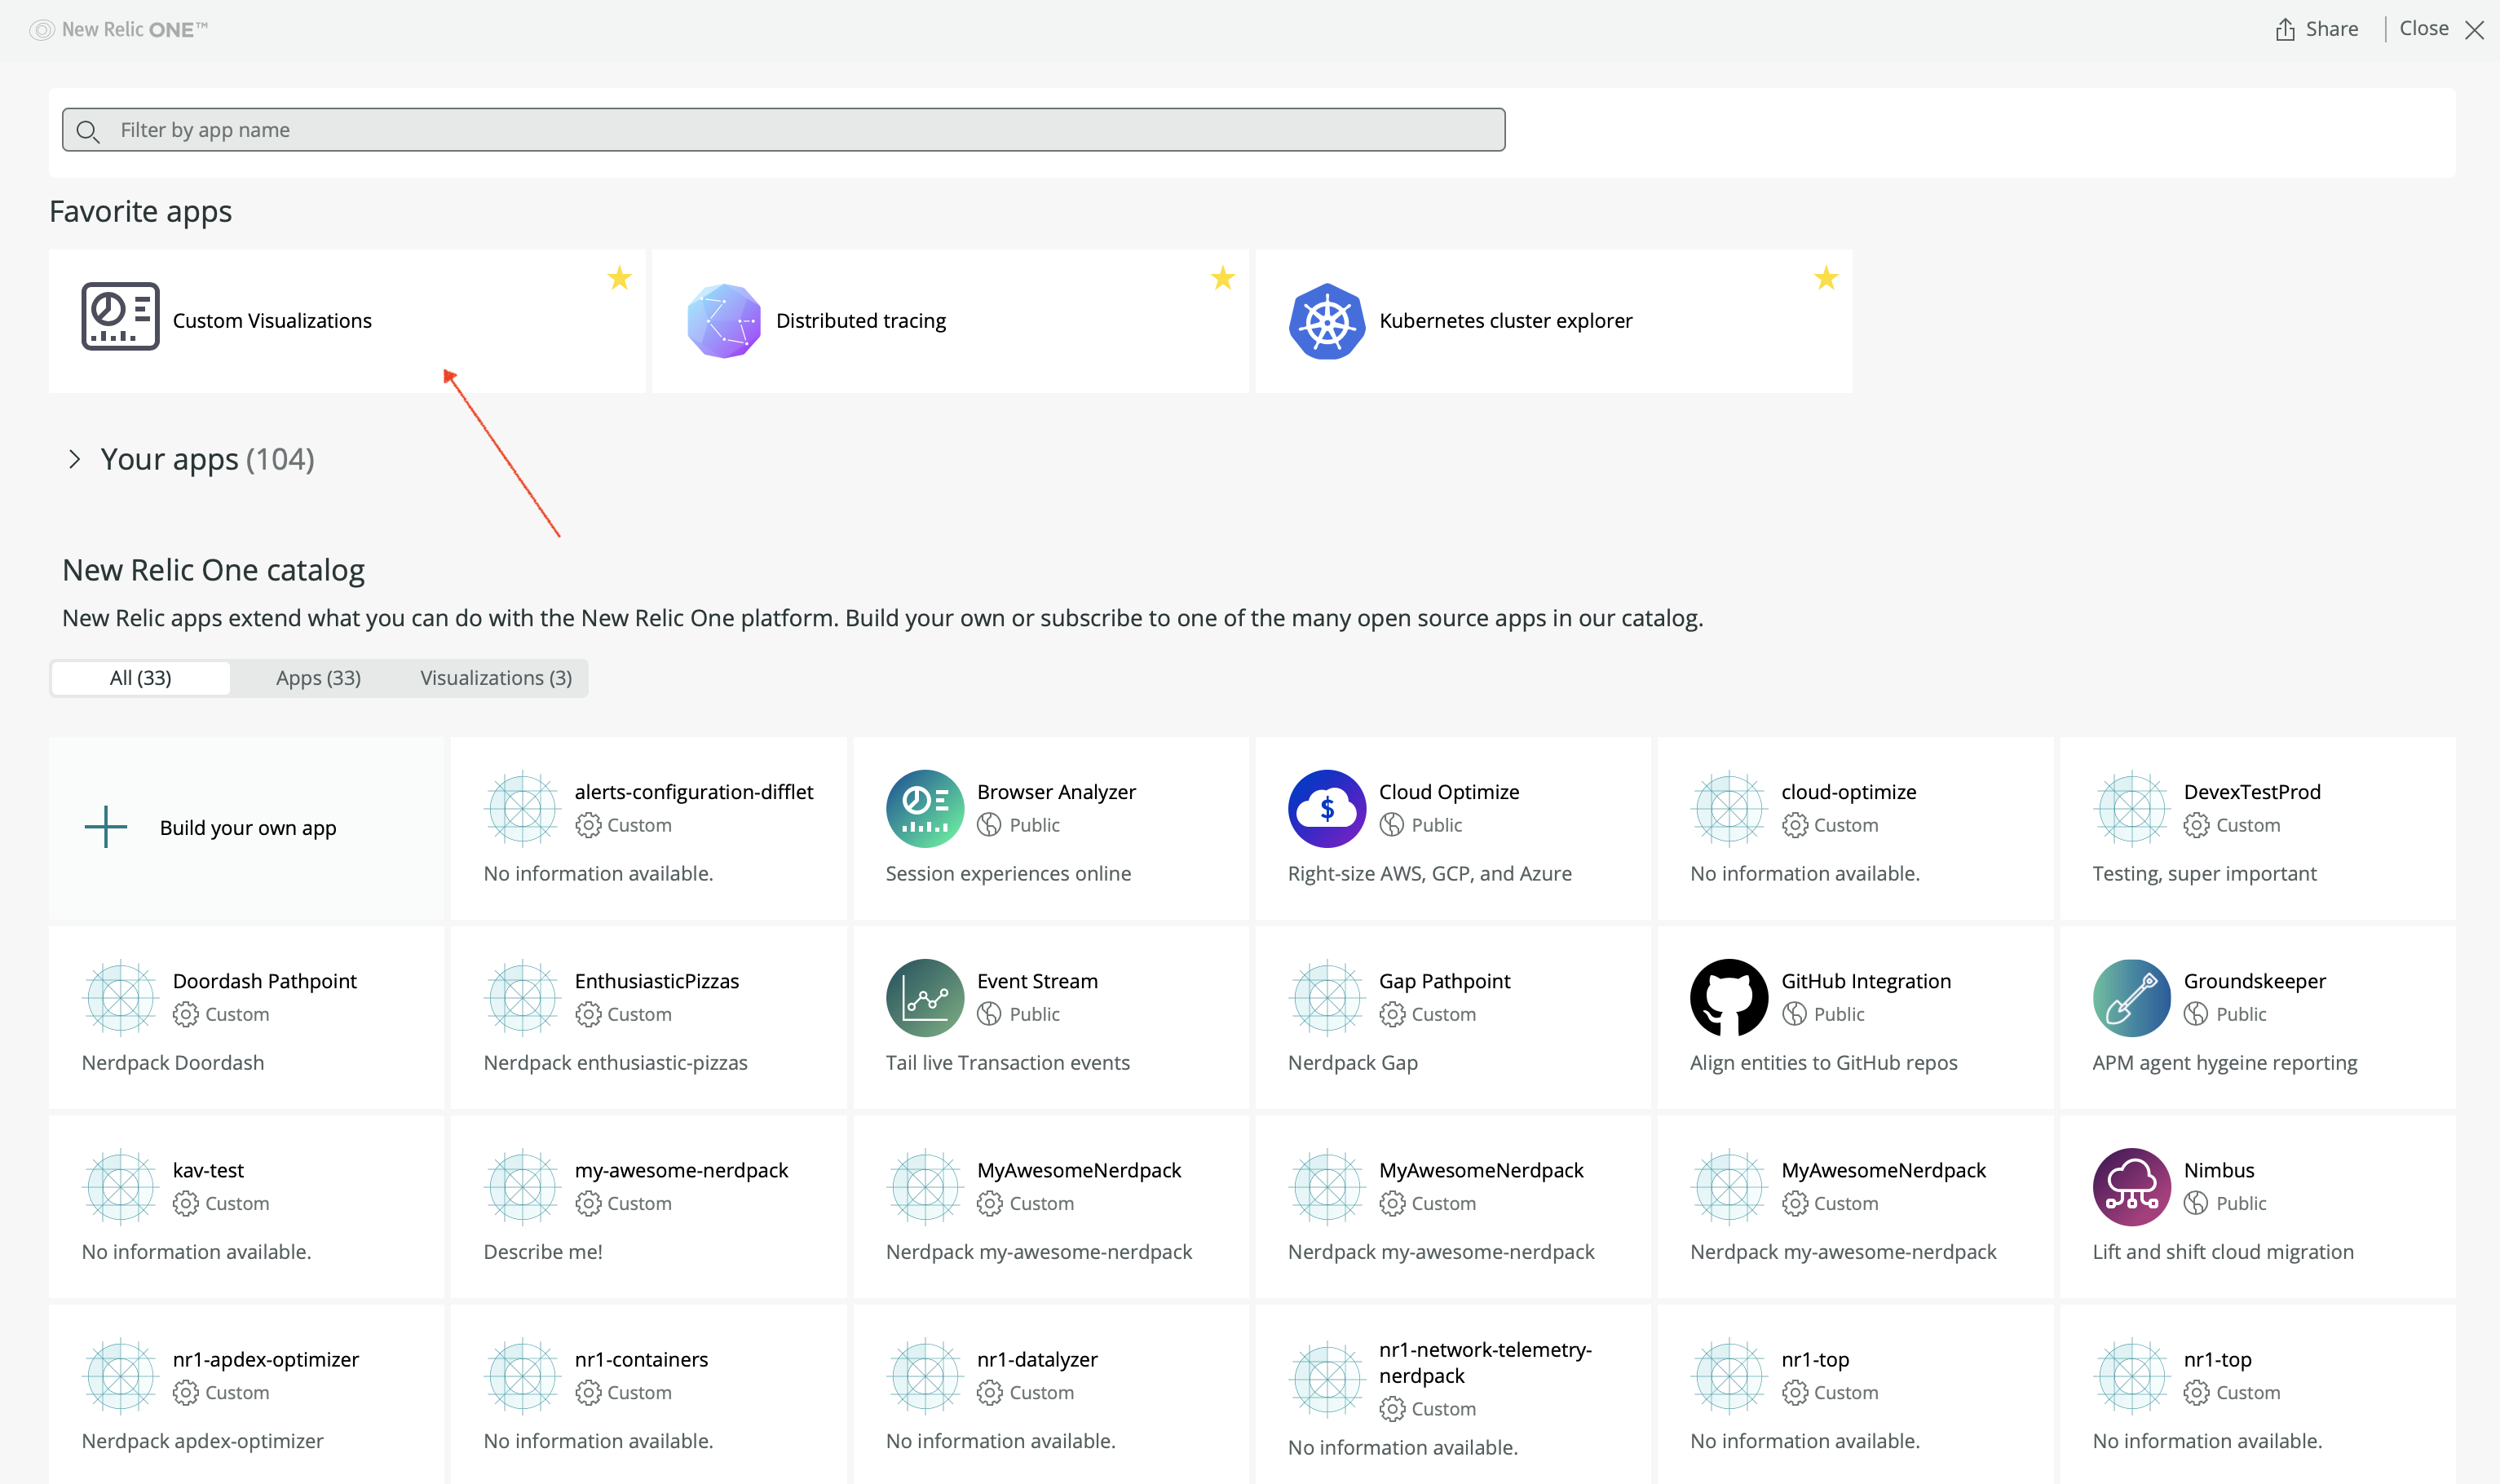 New Relic ONE™
Share
Close
Filter by app name
Favorite apps
Custom Visualizations
Distributed tracing
Kubernetes cluster explorer
Your apps (104)
New Relic One catalog
New Relic apps extend what you can do with the New Relic One platform. Build your own or subscribe to one of the many open source apps in our catalog.
All (33)
Apps (33)
Visualizations (3)
Build your own app
alerts-configuration-difflet
Custom
No information available.
Browser Analyzer
Public
Session experiences online
Cloud Optimize
Public
Right-size AWS, GCP, and Azure
cloud-optimize
Custom
No information available.
DevexTestProd
Custom
Testing, super important
Doordash Pathpoint
Custom
Nerdpack Doordash
EnthusiasticPizzas
Custom
Nerdpack enthusiastic-pizzas
Event Stream
Public
Tail live Transaction events
Gap Pathpoint
Custom
Nerdpack Gap
GitHub Integration
Public
Align entities to GitHub repos
Groundskeeper
Public
APM agent hygeine reporting
kav-test
Custom
No information available.
my-awesome-nerdpack
Custom
Describe me!
MyAwesomeNerdpack
Custom
Nerdpack my-awesome-nerdpack
MyAwesomeNerdpack
Custom
Nerdpack my-awesome-nerdpack
MyAwesomeNerdpack
Custom
Nerdpack my-awesome-nerdpack
Nimbus
Public
Lift and shift cloud migration
nr1-apdex-optimizer
Custom
Nerdpack apdex-optimizer
nr1-containers
Custom
No information available.
nr1-datalyzer
Custom
No information available.
nr1-network-telemetry-
nerdpack
Custom
No information available.
nr1-top
Custom
No information available.
nr1-top
Custom
No information available.